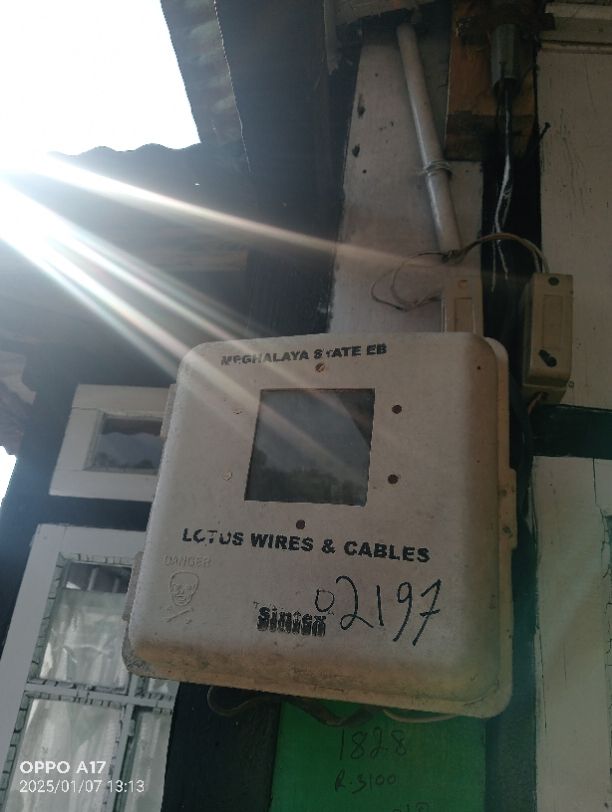 MEGHALAYA STATE EB
LOTUS WIRES & CABLES
DANGER
sintex
02197
1828
R.3100
OPPO A17
2025/01/07 13:13